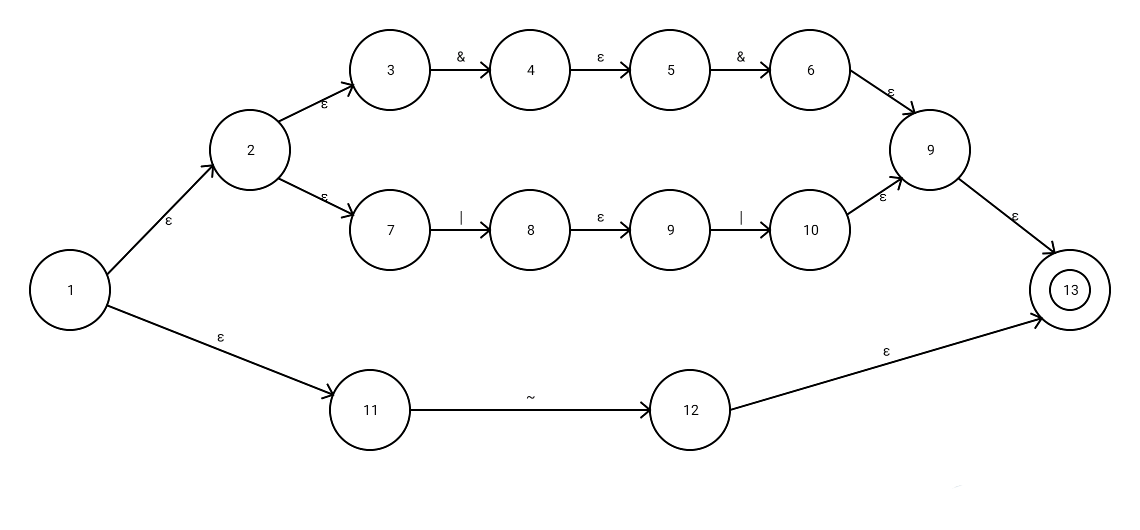 3 & 4 ε 5 & 6
ε ε
2 9
ε ε ε
7 | 8 ε 9 | 10
ε ε
1 13
ε ε
11 ~ 12